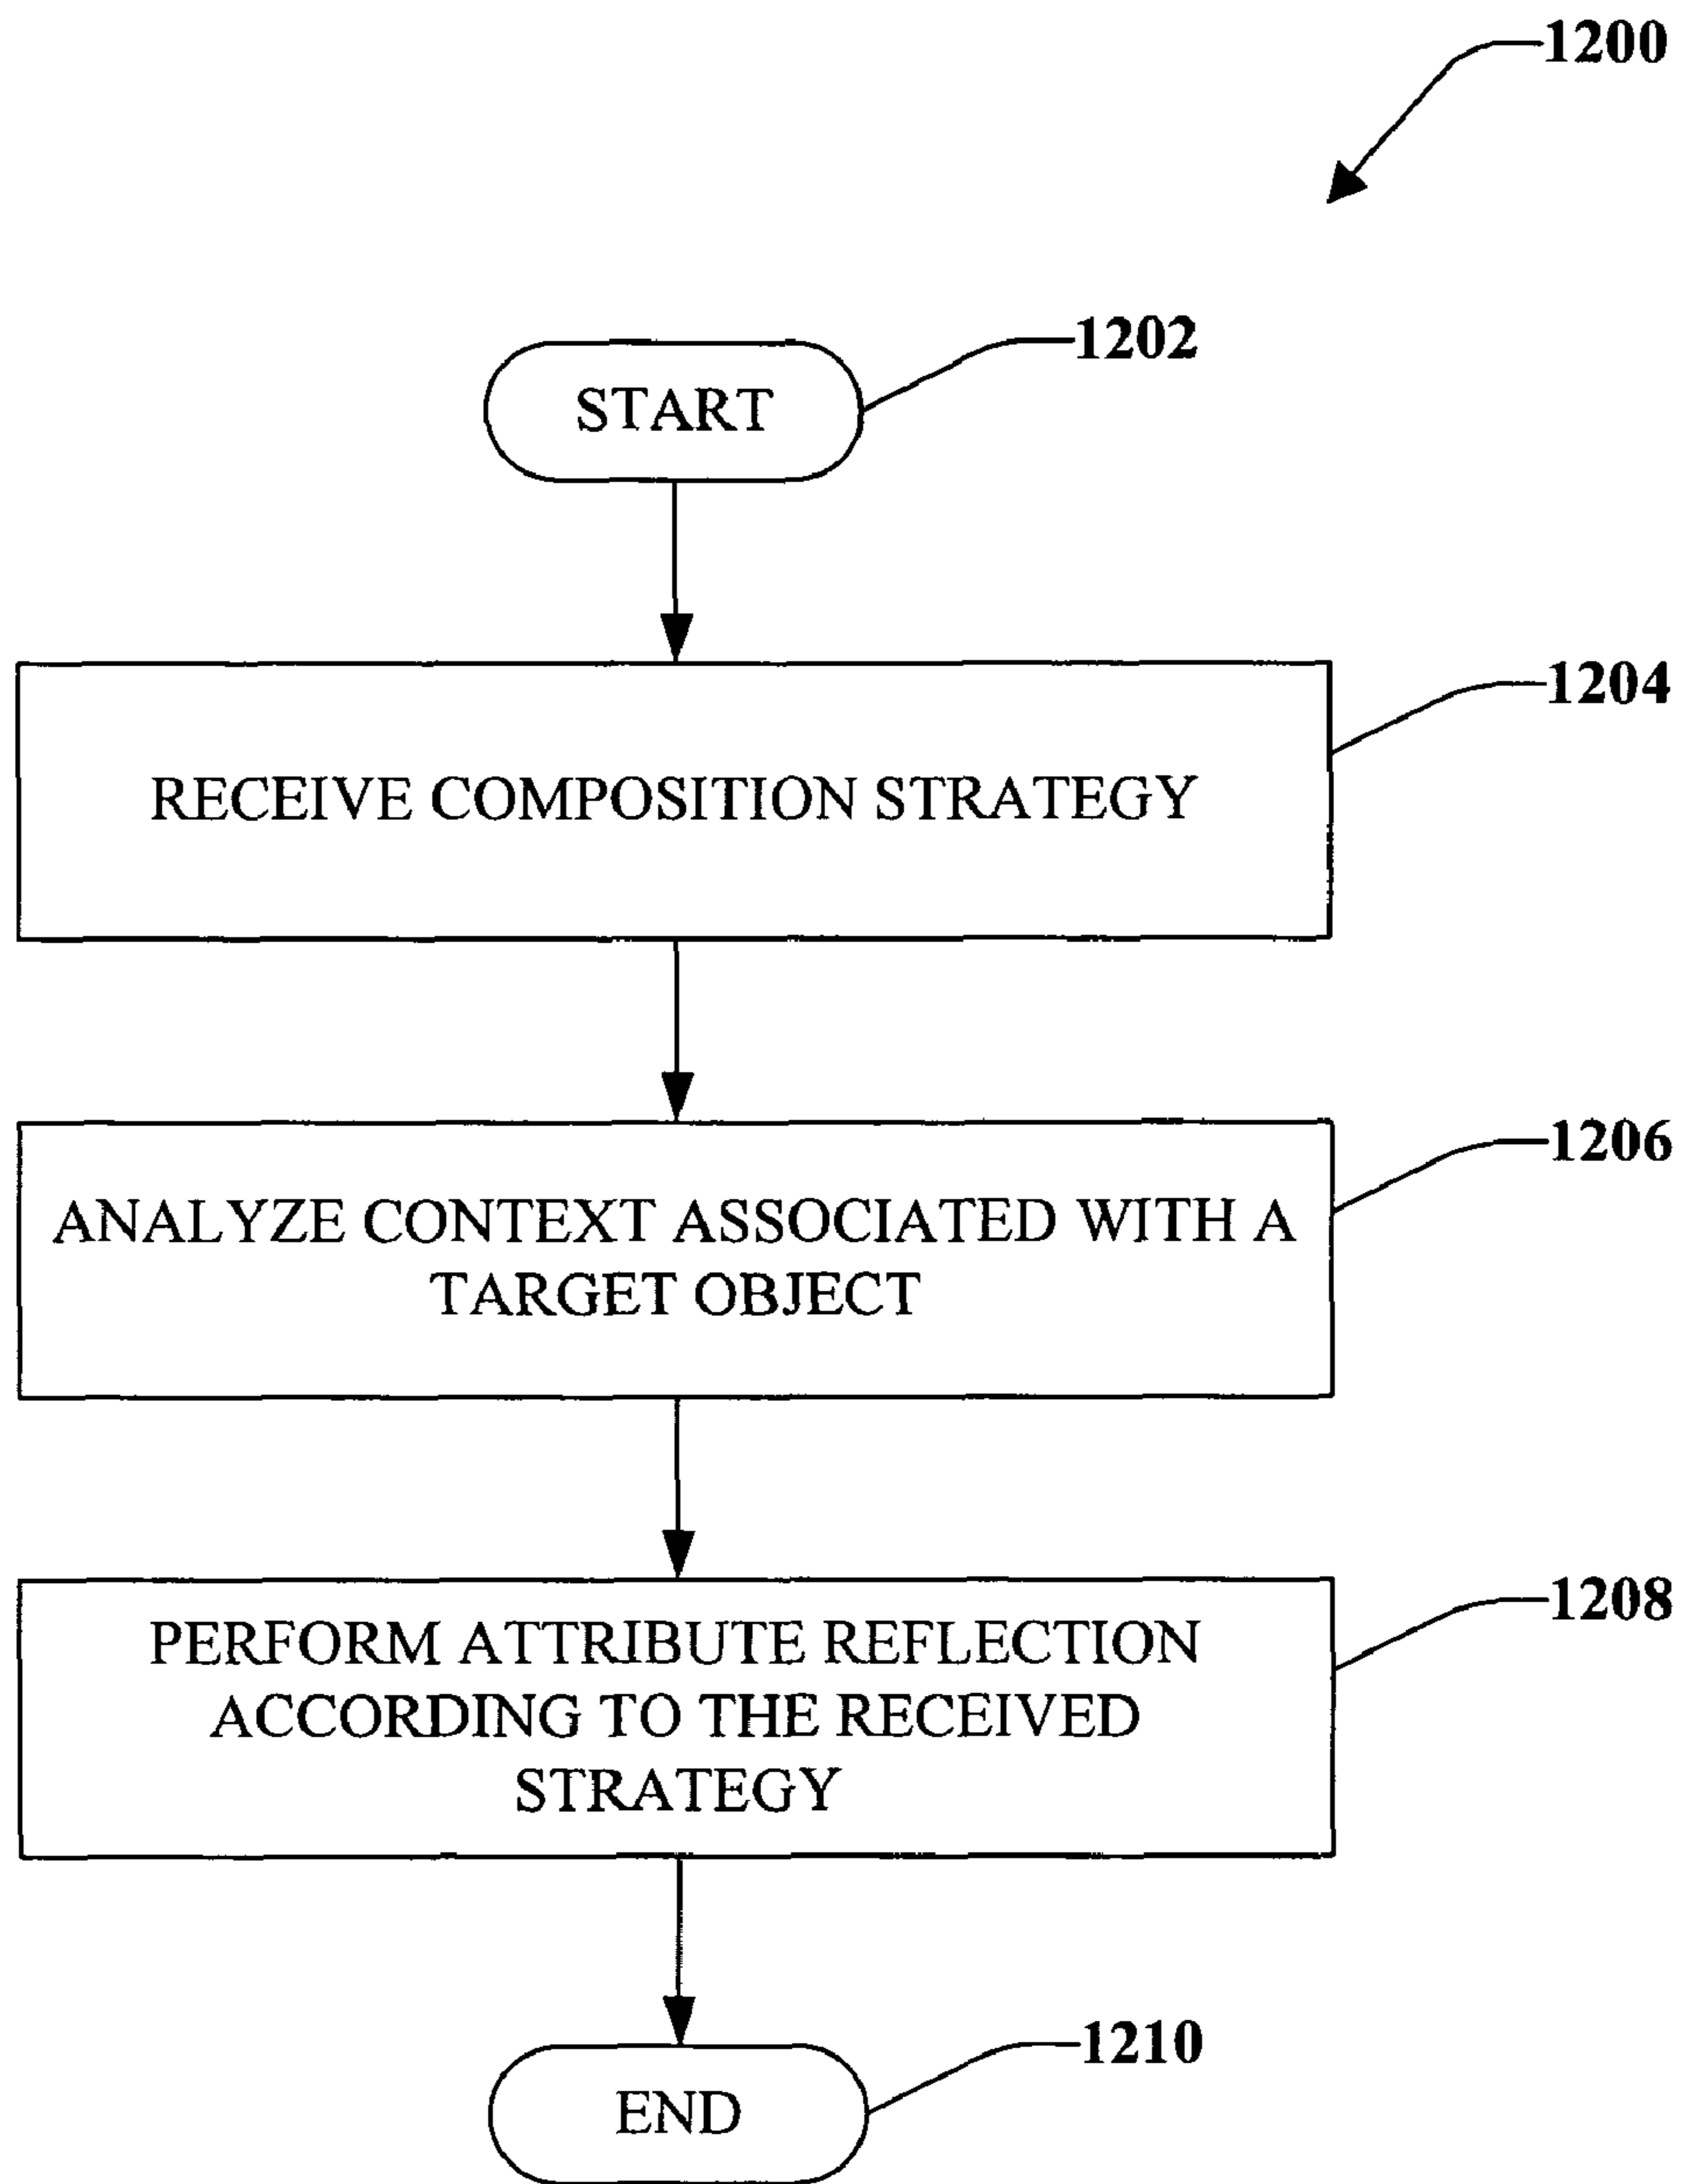 1200
1202
START
1204
RECEIVE COMPOSITION STRATEGY
1206
ANALYZE CONTEXT ASSOCIATED WITH A
TARGET OBJECT
1208
PERFORM ATTRIBUTE REFLECTION
ACCORDING TO THE RECEIVED
STRATEGY
1210
END